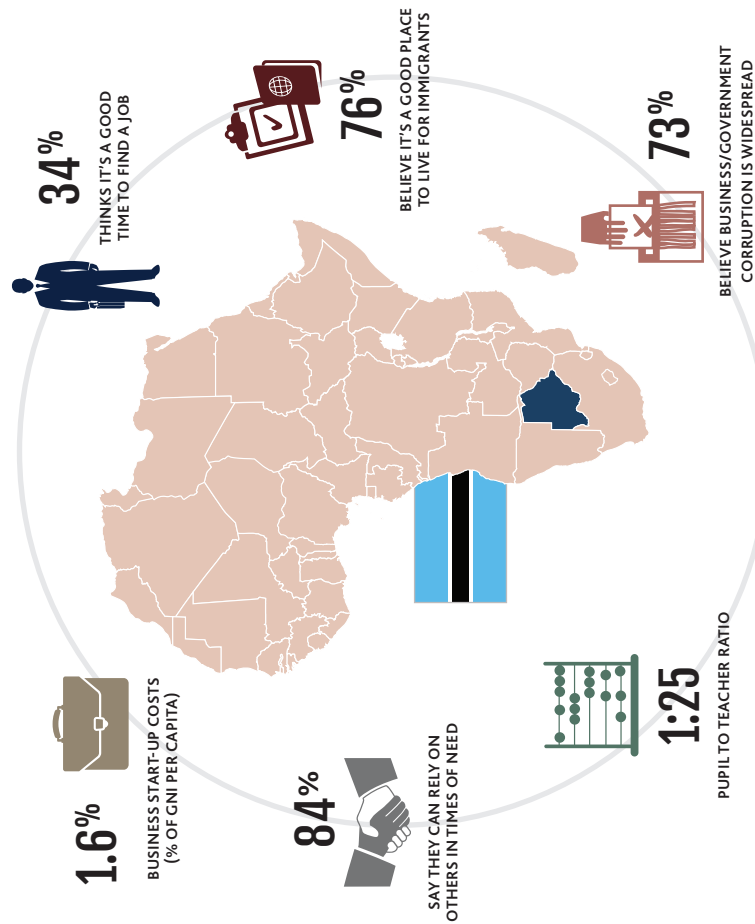 1.6%
BUSINESS START-UP COSTS
(% OF GNI PER CAPITA)
34%
THINKS IT'S A GOOD
TIME TO FIND A JOB
84%
SAY THEY CAN RELY ON
OTHERS IN TIMES OF NEED
76%
BELIEVE IT'S A GOOD PLACE
TO LIVE FOR IMMIGRANTS
1:25
PUPIL TO TEACHER RATIO
73%
BELIEVE BUSINESS/GOVERNMENT
CORRUPTION IS WIDESPREAD